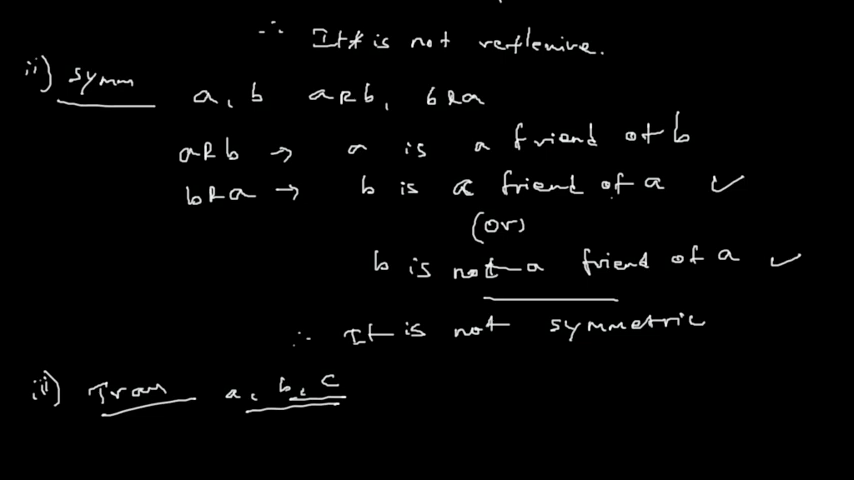 ∴ It is not reflexive.
ii) Symm a, b aRb, bRa
aRb → a is a friend of b
bRa → b is a friend of a ✓
(or)
b is not a friend of a ✓
∴ It is not symmetric
iii) Tran a, b, c